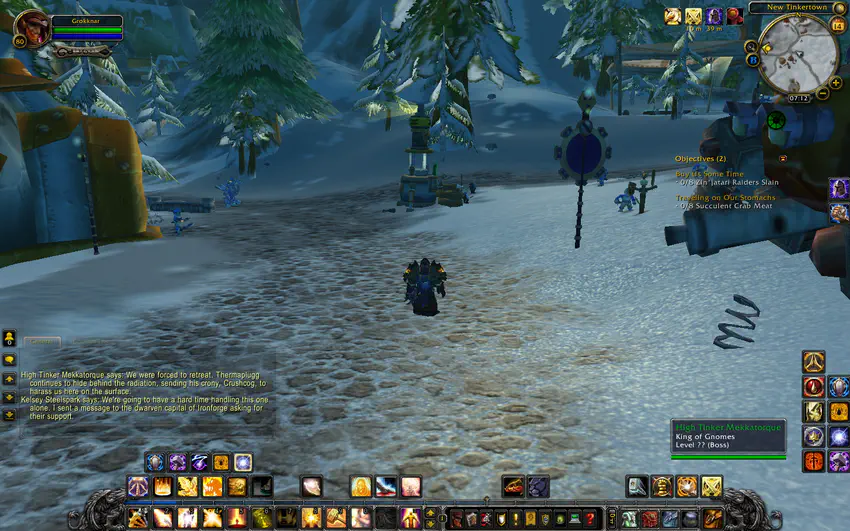 Grokknar
80
New Tinkertown
14
39 m
07:12
Objectives (2)
Buy Us Some Time
0/8 Zin'Jatari Raiders Slain
Traveling on Our Stomachs
0/8 Succulent Crab Meat
High Tinker Mekkatorque says: We were forced to retreat. Thermaplugg
continues to hide behind the radiation, sending his crony, Crushcog, to
harass us here on the surface.
Kelsey Steelspark says: We're going to have a hard time handling this one
alone. I sent a message to the dwarven capital of Ironforge asking for
their support.
High Tinker Mekkatorque
King of Gnomes
Level ?? (Boss)